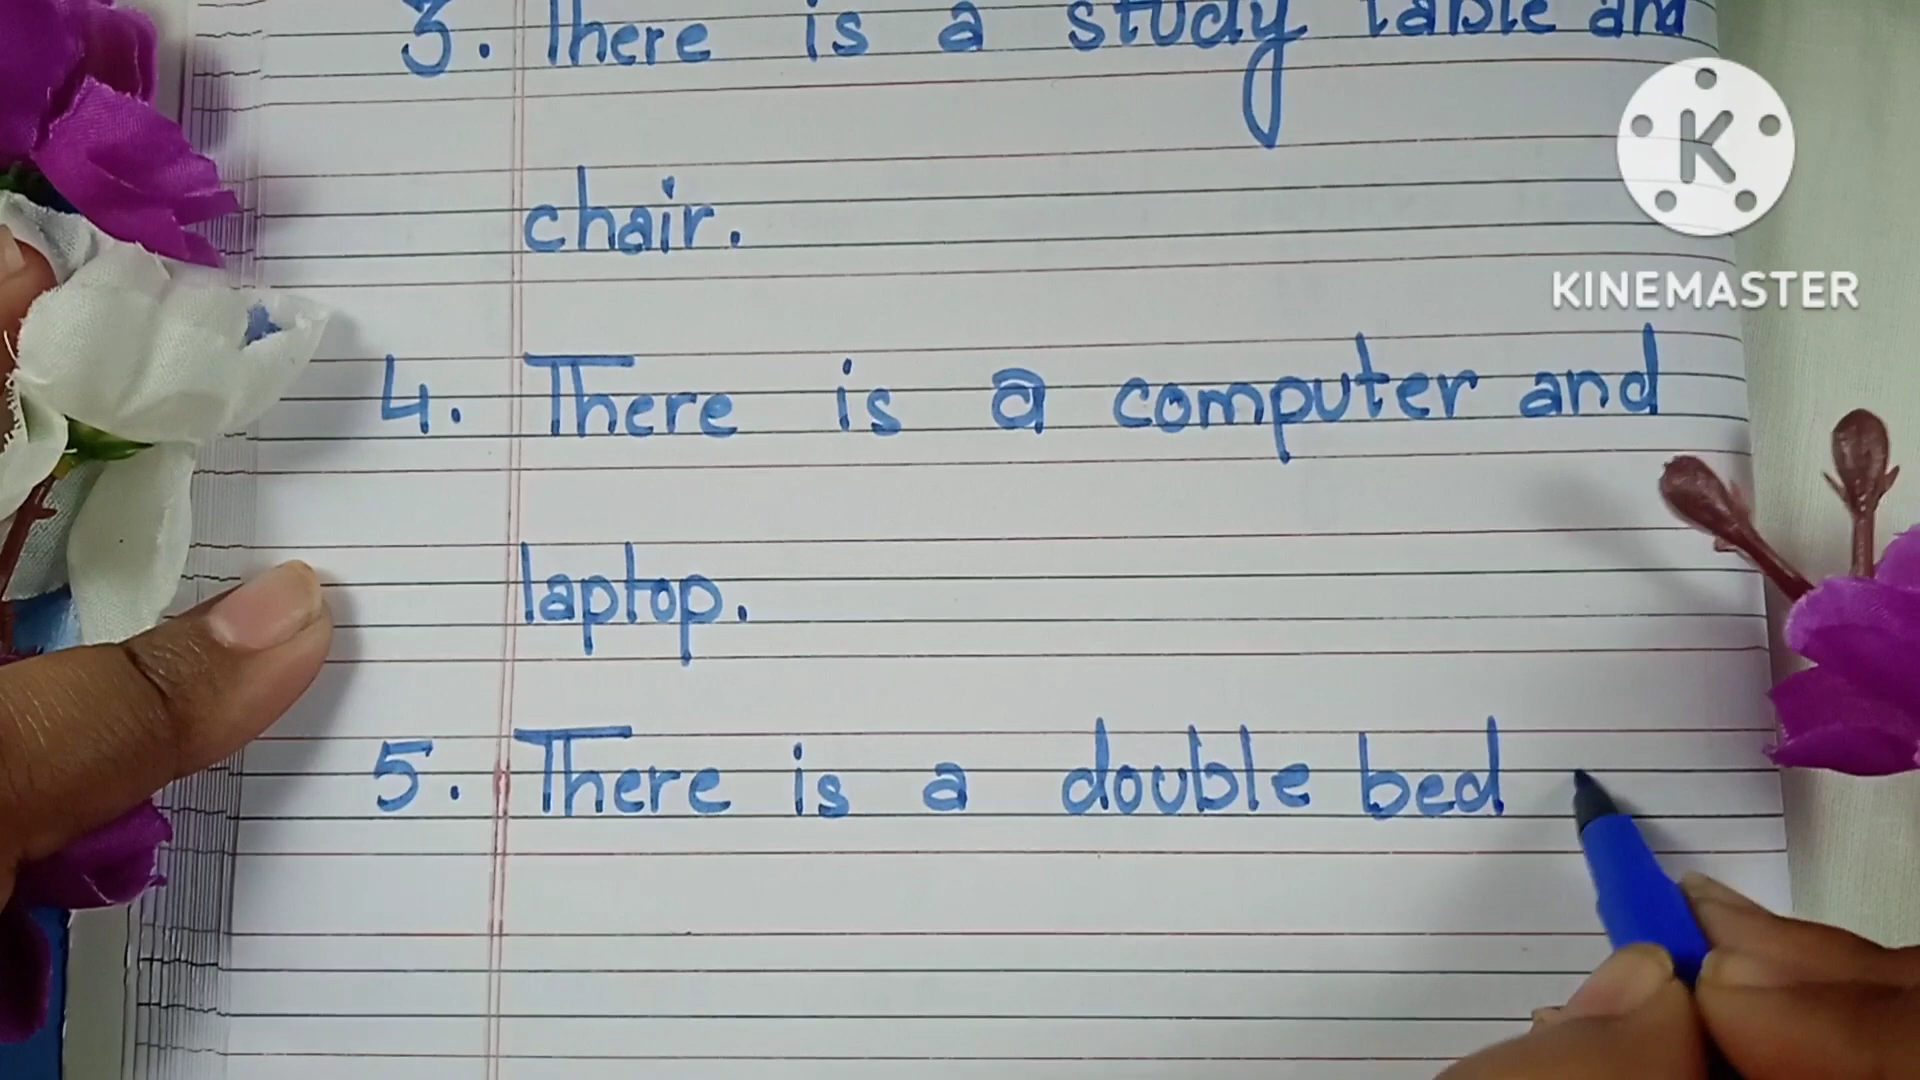 3. There is a study table and
chair.
K
KINEMASTER
4. There is a computer and
laptop.
5. There is a double bed